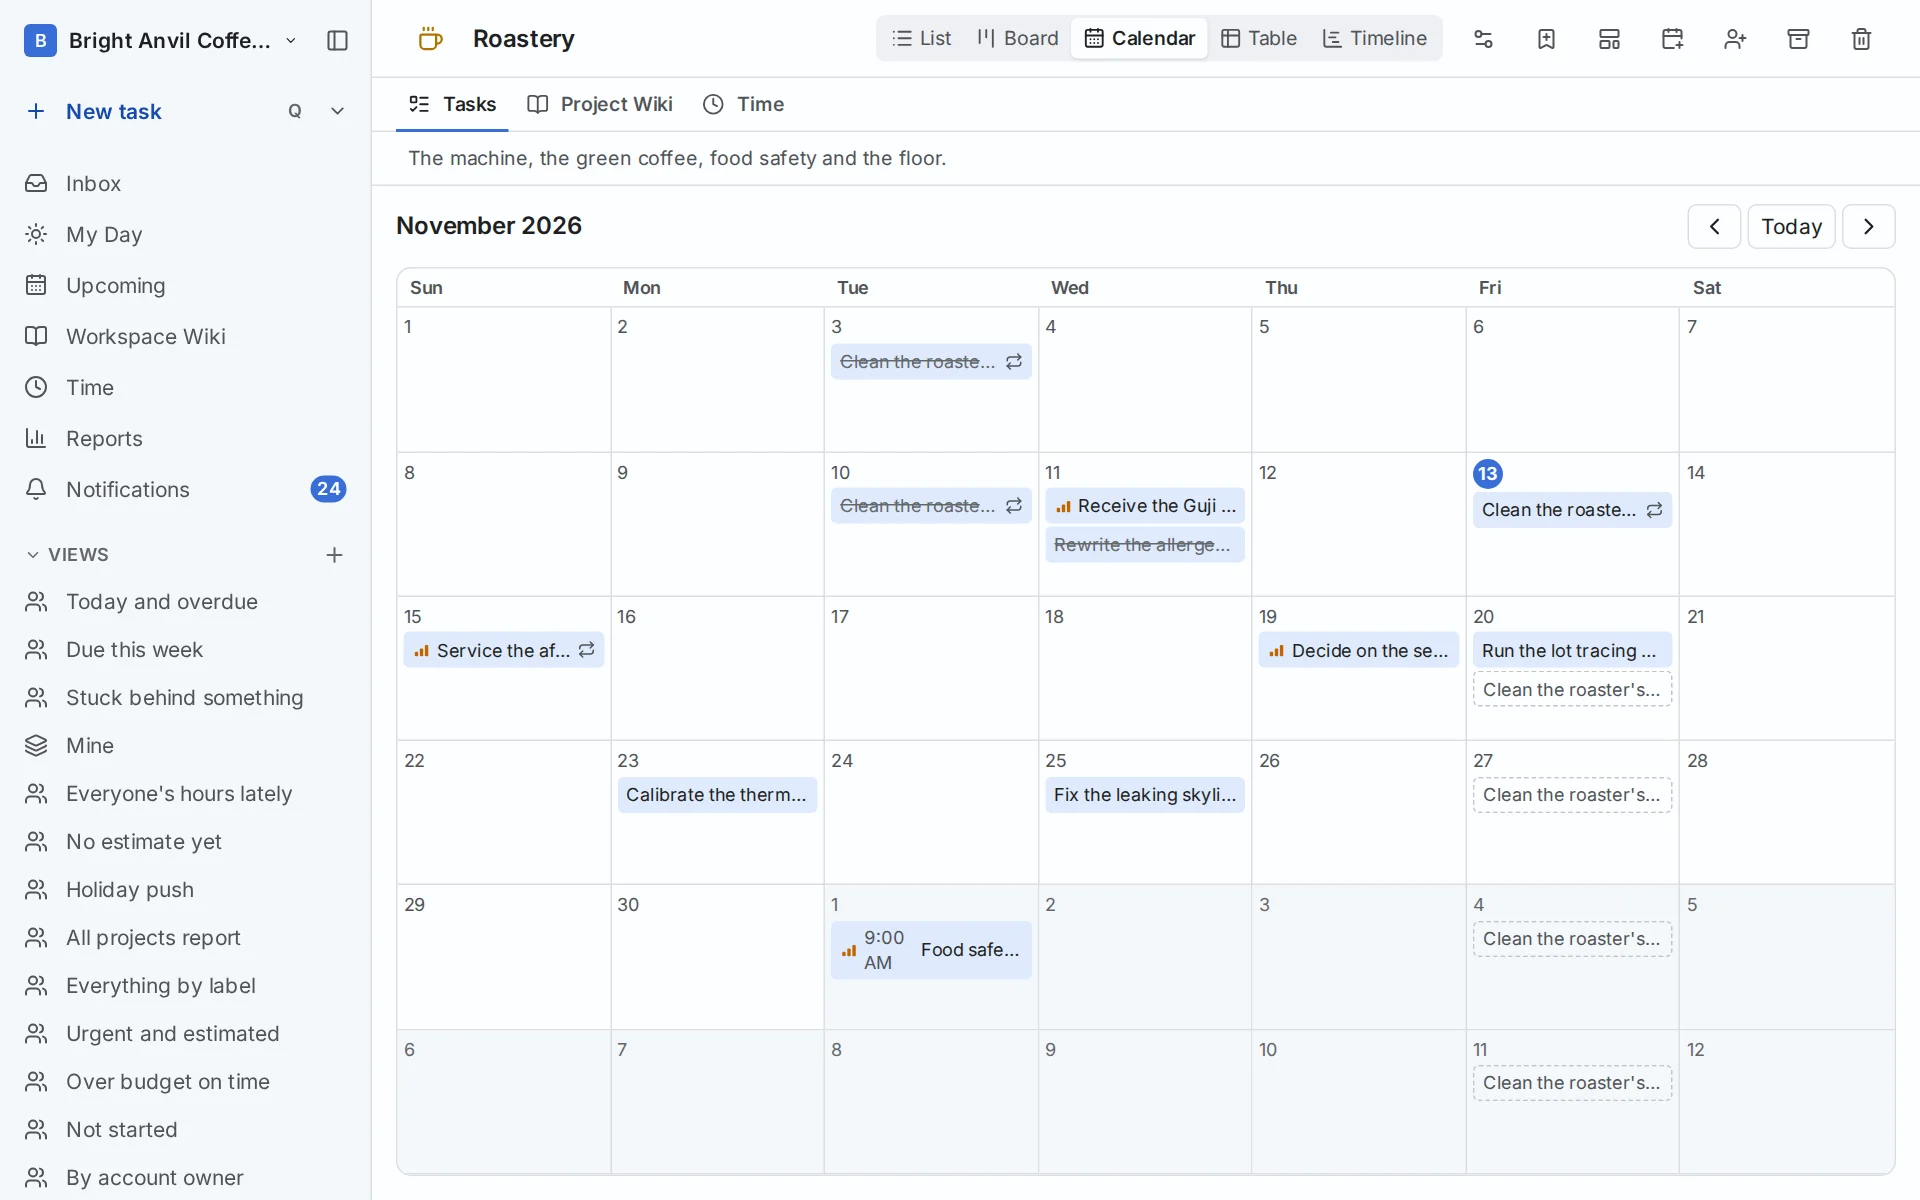 B Bright Anvil Coffe...
New task Q
Inbox
My Day
Upcoming
Workspace Wiki
Time
Reports
Notifications 24
VIEWS
Today and overdue
Due this week
Stuck behind something
Mine
Everyone's hours lately
No estimate yet
Holiday push
All projects report
Everything by label
Urgent and estimated
Over budget on time
Not started
By account owner
Roastery
List Board Calendar Table Timeline
Tasks Project Wiki Time
The machine, the green coffee, food safety and the floor.
November 2026
Today
Sun Mon Tue Wed Thu Fri Sat
1 2 3 4 5 6 7
Clean the roaste...
8 9 10 11 12 13 14
Clean the roaste... Receive the Guji ... Clean the roaste...
Rewrite the allerge...
15 16 17 18 19 20 21
Service the af... Decide on the se... Run the lot tracing ...
Clean the roaster's...
22 23 24 25 26 27 28
Calibrate the therm... Fix the leaking skyli... Clean the roaster's...
29 30 1 2 3 4 5
9:00 AM Food safe... Clean the roaster's...
6 7 8 9 10 11 12
Clean the roaster's...